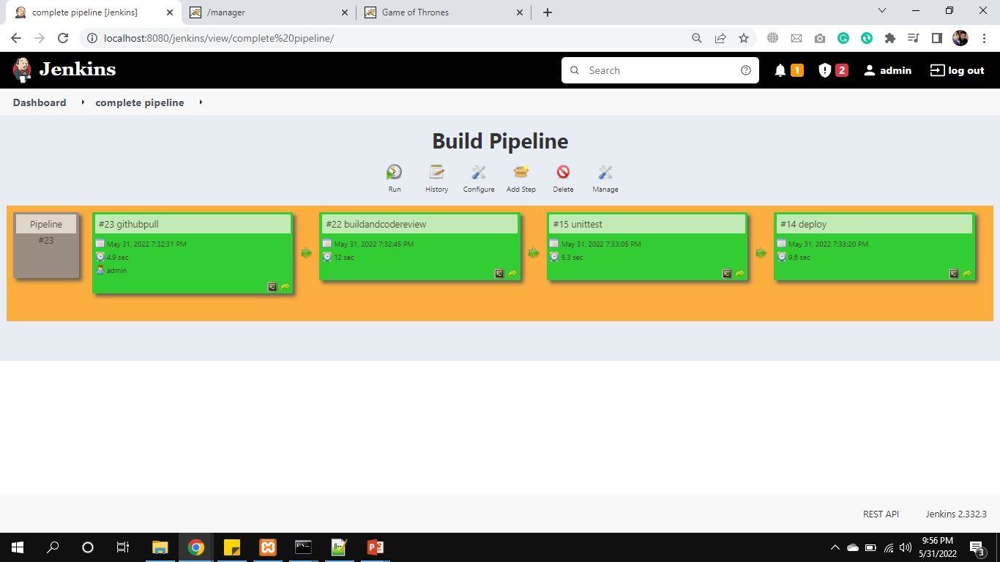 complete pipeline [Jenkins]
/manager
Game of Thrones
localhost:8080/jenkins/view/complete%20pipeline/
Jenkins
Search
1
2
admin
log out
Dashboard
complete pipeline
Build Pipeline
Run
History
Configure
Add Step
Delete
Manage
Pipeline
#23
#23 githubpull
May 31, 2022 7:32:31 PM
4.9 sec
admin
#22 buildandcodereview
May 31, 2022 7:32:45 PM
12 sec
#15 unittest
May 31, 2022 7:33:05 PM
5.3 sec
#14 deploy
May 31, 2022 7:33:20 PM
9.6 sec
REST API
Jenkins 2.332.3
9:56 PM
5/31/2022
3